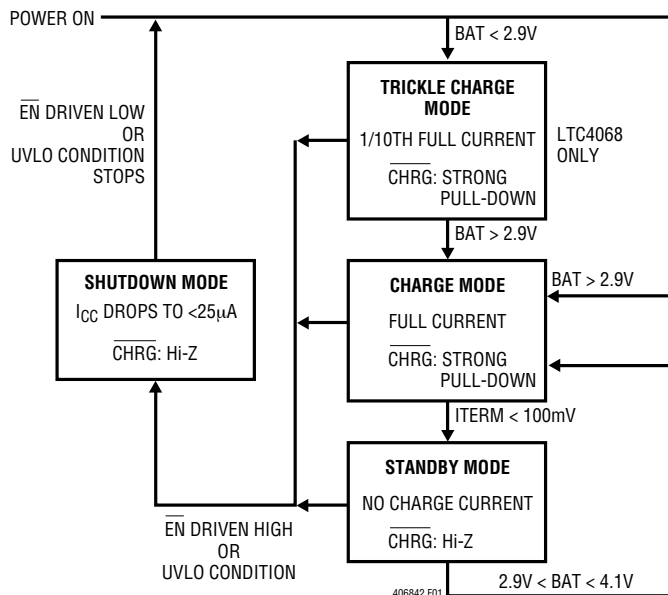 POWER ON
BAT < 2.9V
TRICKLE CHARGE
MODE
1/10TH FULL CURRENT
CHRG: STRONG
PULL-DOWN
LTC4068
ONLY
EN DRIVEN LOW
OR
UVLO CONDITION
STOPS
BAT > 2.9V
SHUTDOWN MODE
ICC DROPS TO <25µA
CHRG: Hi-Z
CHARGE MODE
FULL CURRENT
CHRG: STRONG
PULL-DOWN
BAT > 2.9V
ITERM < 100mV
STANDBY MODE
NO CHARGE CURRENT
CHRG: Hi-Z
EN DRIVEN HIGH
OR
UVLO CONDITION
406842 F01
2.9V < BAT < 4.1V